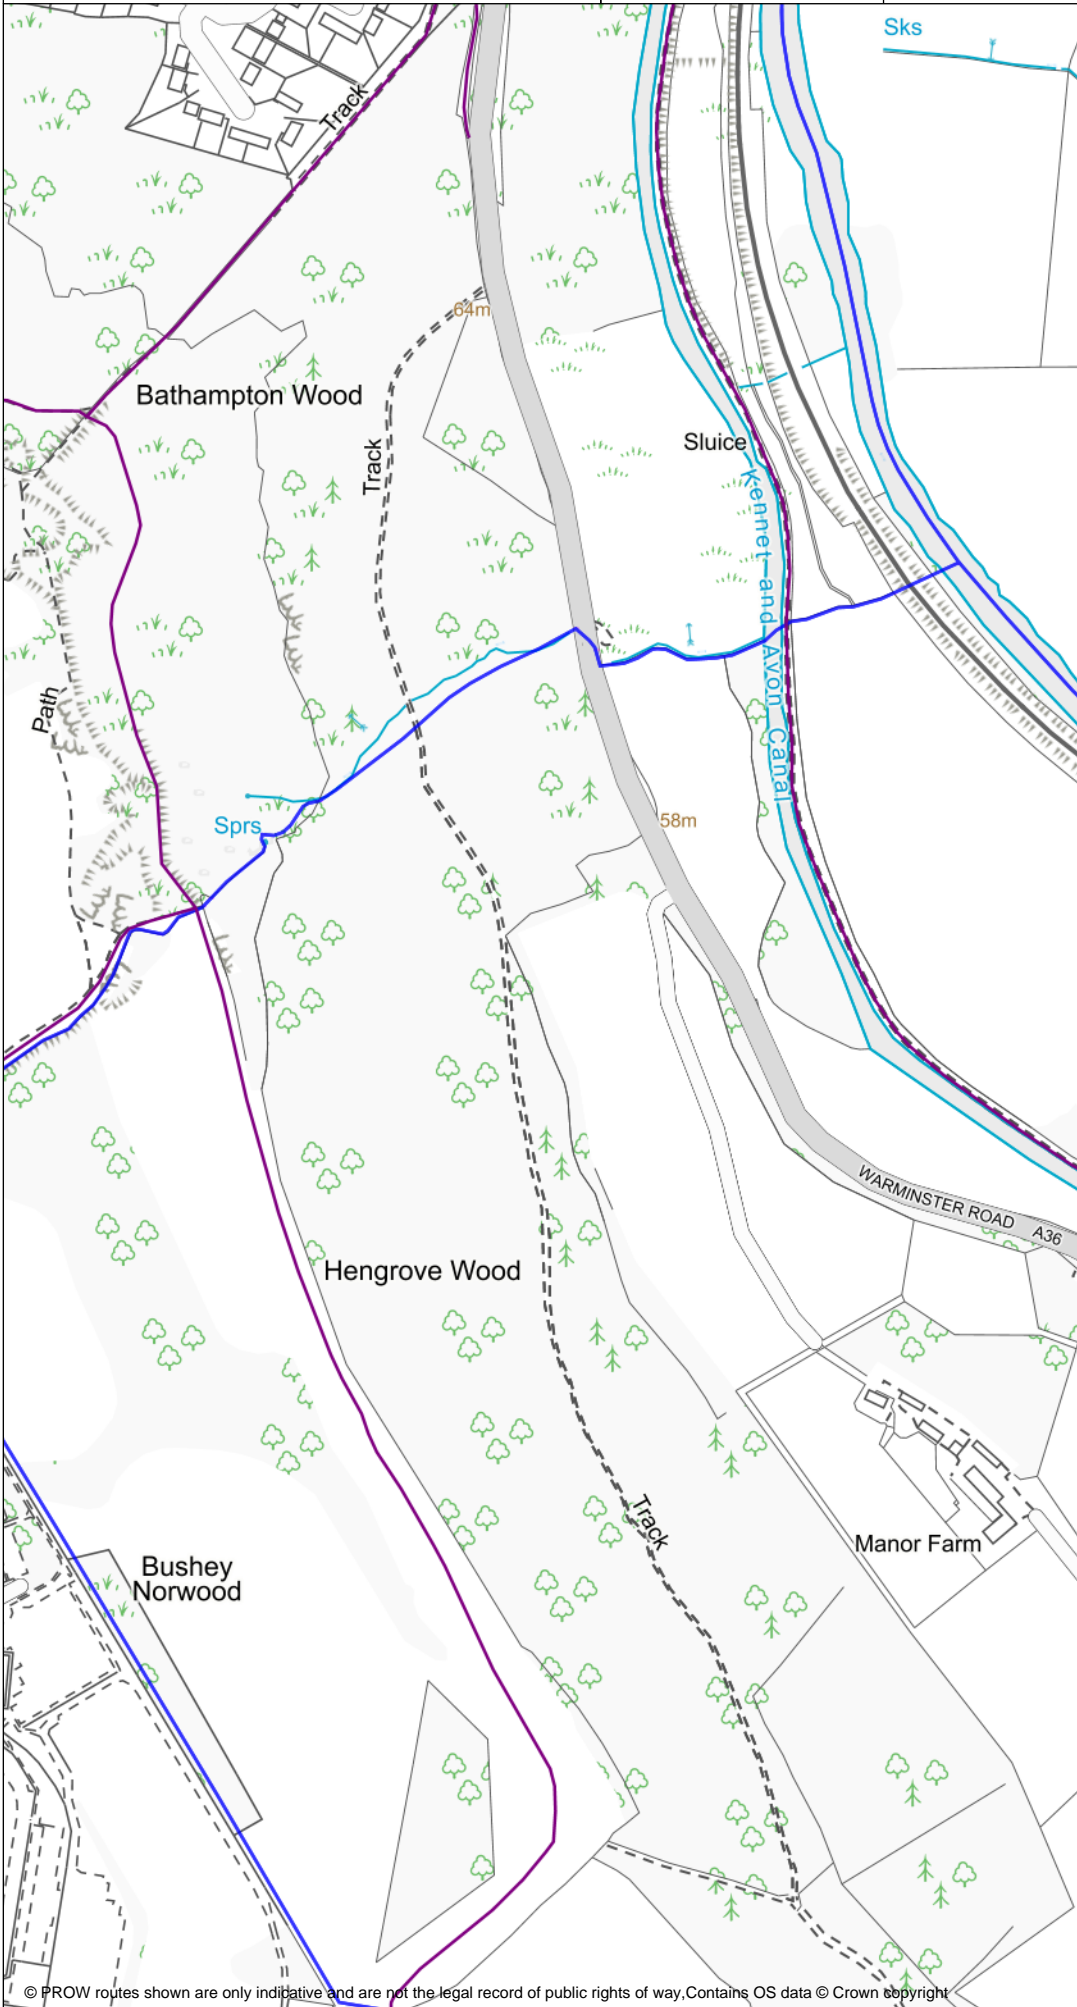 Sks
Track
64m
Bathampton Wood
Track
Sluice
Kennet and Avon Canal
Path
58m
Sprs
WARMINSTER ROAD A36
Hengrove Wood
Track
Manor Farm
Bushey
Norwood
© PROW routes shown are only indicative and are not the legal record of public rights of way,Contains OS data © Crown copyright